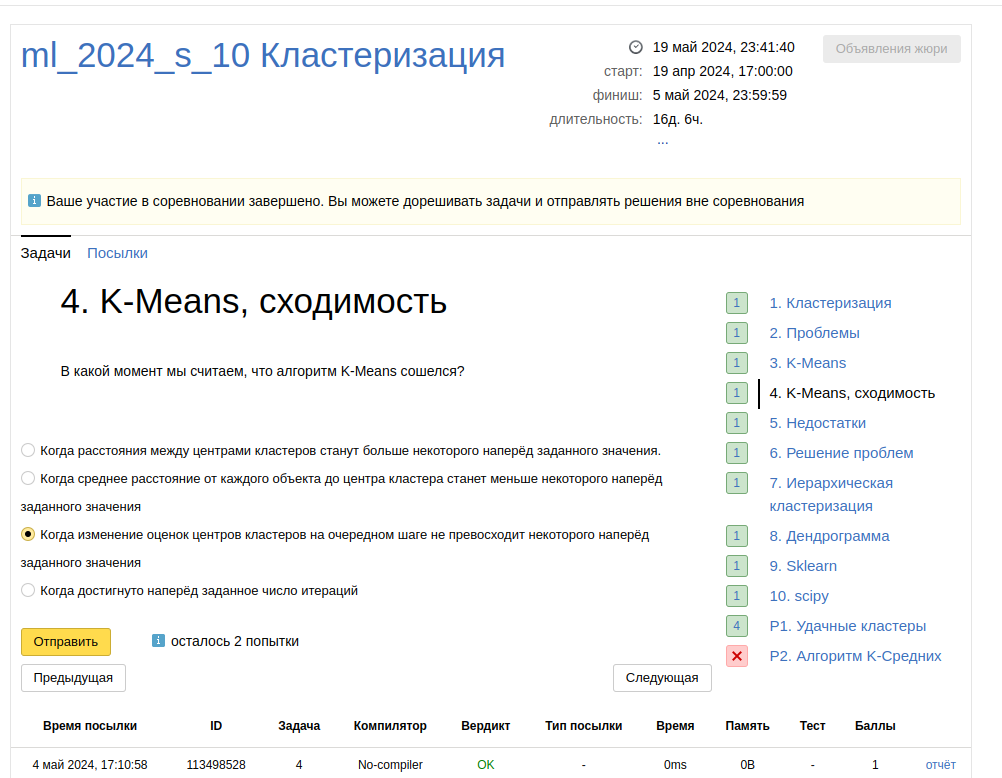 ml_2024_s_10 Кластеризация
19 май 2024, 23:41:40
старт: 19 апр 2024, 17:00:00
финиш: 5 май 2024, 23:59:59
длительность: 16д. 6ч.
...
Объявления жюри
Ваше участие в соревновании завершено. Вы можете дорешивать задачи и отправлять решения вне соревнования
Задачи Посылки
4. K-Means, сходимость
В какой момент мы считаем, что алгоритм K-Means сошелся?
Когда расстояния между центрами кластеров станут больше некоторого наперёд заданного значения.
Когда среднее расстояние от каждого объекта до центра кластера станет меньше некоторого наперёд
заданного значения
Когда изменение оценок центров кластеров на очередном шаге не превосходит некоторого наперёд
заданного значения
Когда достигнуто наперёд заданное число итераций
Отправить осталось 2 попытки
Предыдущая Следующая
1 1. Кластеризация
1 2. Проблемы
1 3. K-Means
1 4. K-Means, сходимость
1 5. Недостатки
1 6. Решение проблем
1 7. Иерархическая
кластеризация
1 8. Дендрограмма
1 9. Sklearn
1 10. scipy
4 P1. Удачные кластеры
P2. Алгоритм K-Средних
Время посылки ID Задача Компилятор Вердикт Тип посылки Время Память Тест Баллы
4 май 2024, 17:10:58 113498528 4 No-compiler OK - 0ms 0B - 1 отчёт